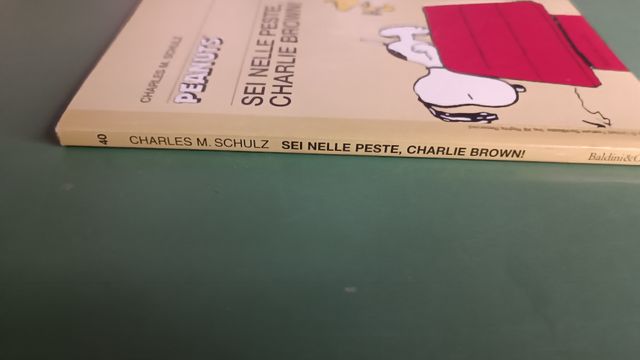 CHARLES M. SCHULZ
PEANUTS
SEI NELLE PESTE,
CHARLIE BROWN!
40 CHARLES M. SCHULZ SEI NELLE PESTE, CHARLIE BROWN! Baldini&C